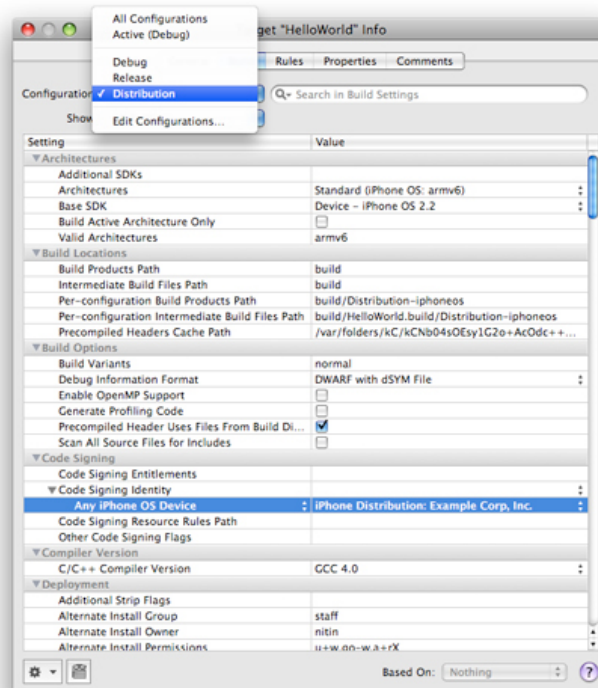 All Configurations
Active (Debug)
get "HelloWorld" Info
Debug
Rules Properties Comments
Release
Configuration ✓ Distribution Search in Build Settings
Show Edit Configurations...
Setting Value
Architectures
Additional SDKs
Architectures Standard (iPhone OS: armv6)
Base SDK Device – iPhone OS 2.2
Build Active Architecture Only
Valid Architectures armv6
Build Locations
Build Products Path build
Intermediate Build Files Path build
Per-configuration Build Products Path build/Distribution-iphoneos
Per-configuration Intermediate Build Files Path build/HelloWorld.build/Distribution-iphoneos
Precompiled Headers Cache Path /var/folders/kC/kCNb04sOEsy1G2o+AcOdc++...
Build Options
Build Variants normal
Debug Information Format DWARF with dSYM File
Enable OpenMP Support
Generate Profiling Code
Precompiled Header Uses Files From Build Di...
Scan All Source Files for Includes
Code Signing
Code Signing Entitlements
Code Signing Identity
Any iPhone OS Device iPhone Distribution: Example Corp, Inc.
Code Signing Resource Rules Path
Other Code Signing Flags
Compiler Version
C/C++ Compiler Version GCC 4.0
Deployment
Additional Strip Flags
Alternate Install Group staff
Alternate Install Owner nitin
Alternate Install Permissions u+w,go-w,a+rX
Based On: Nothing ?